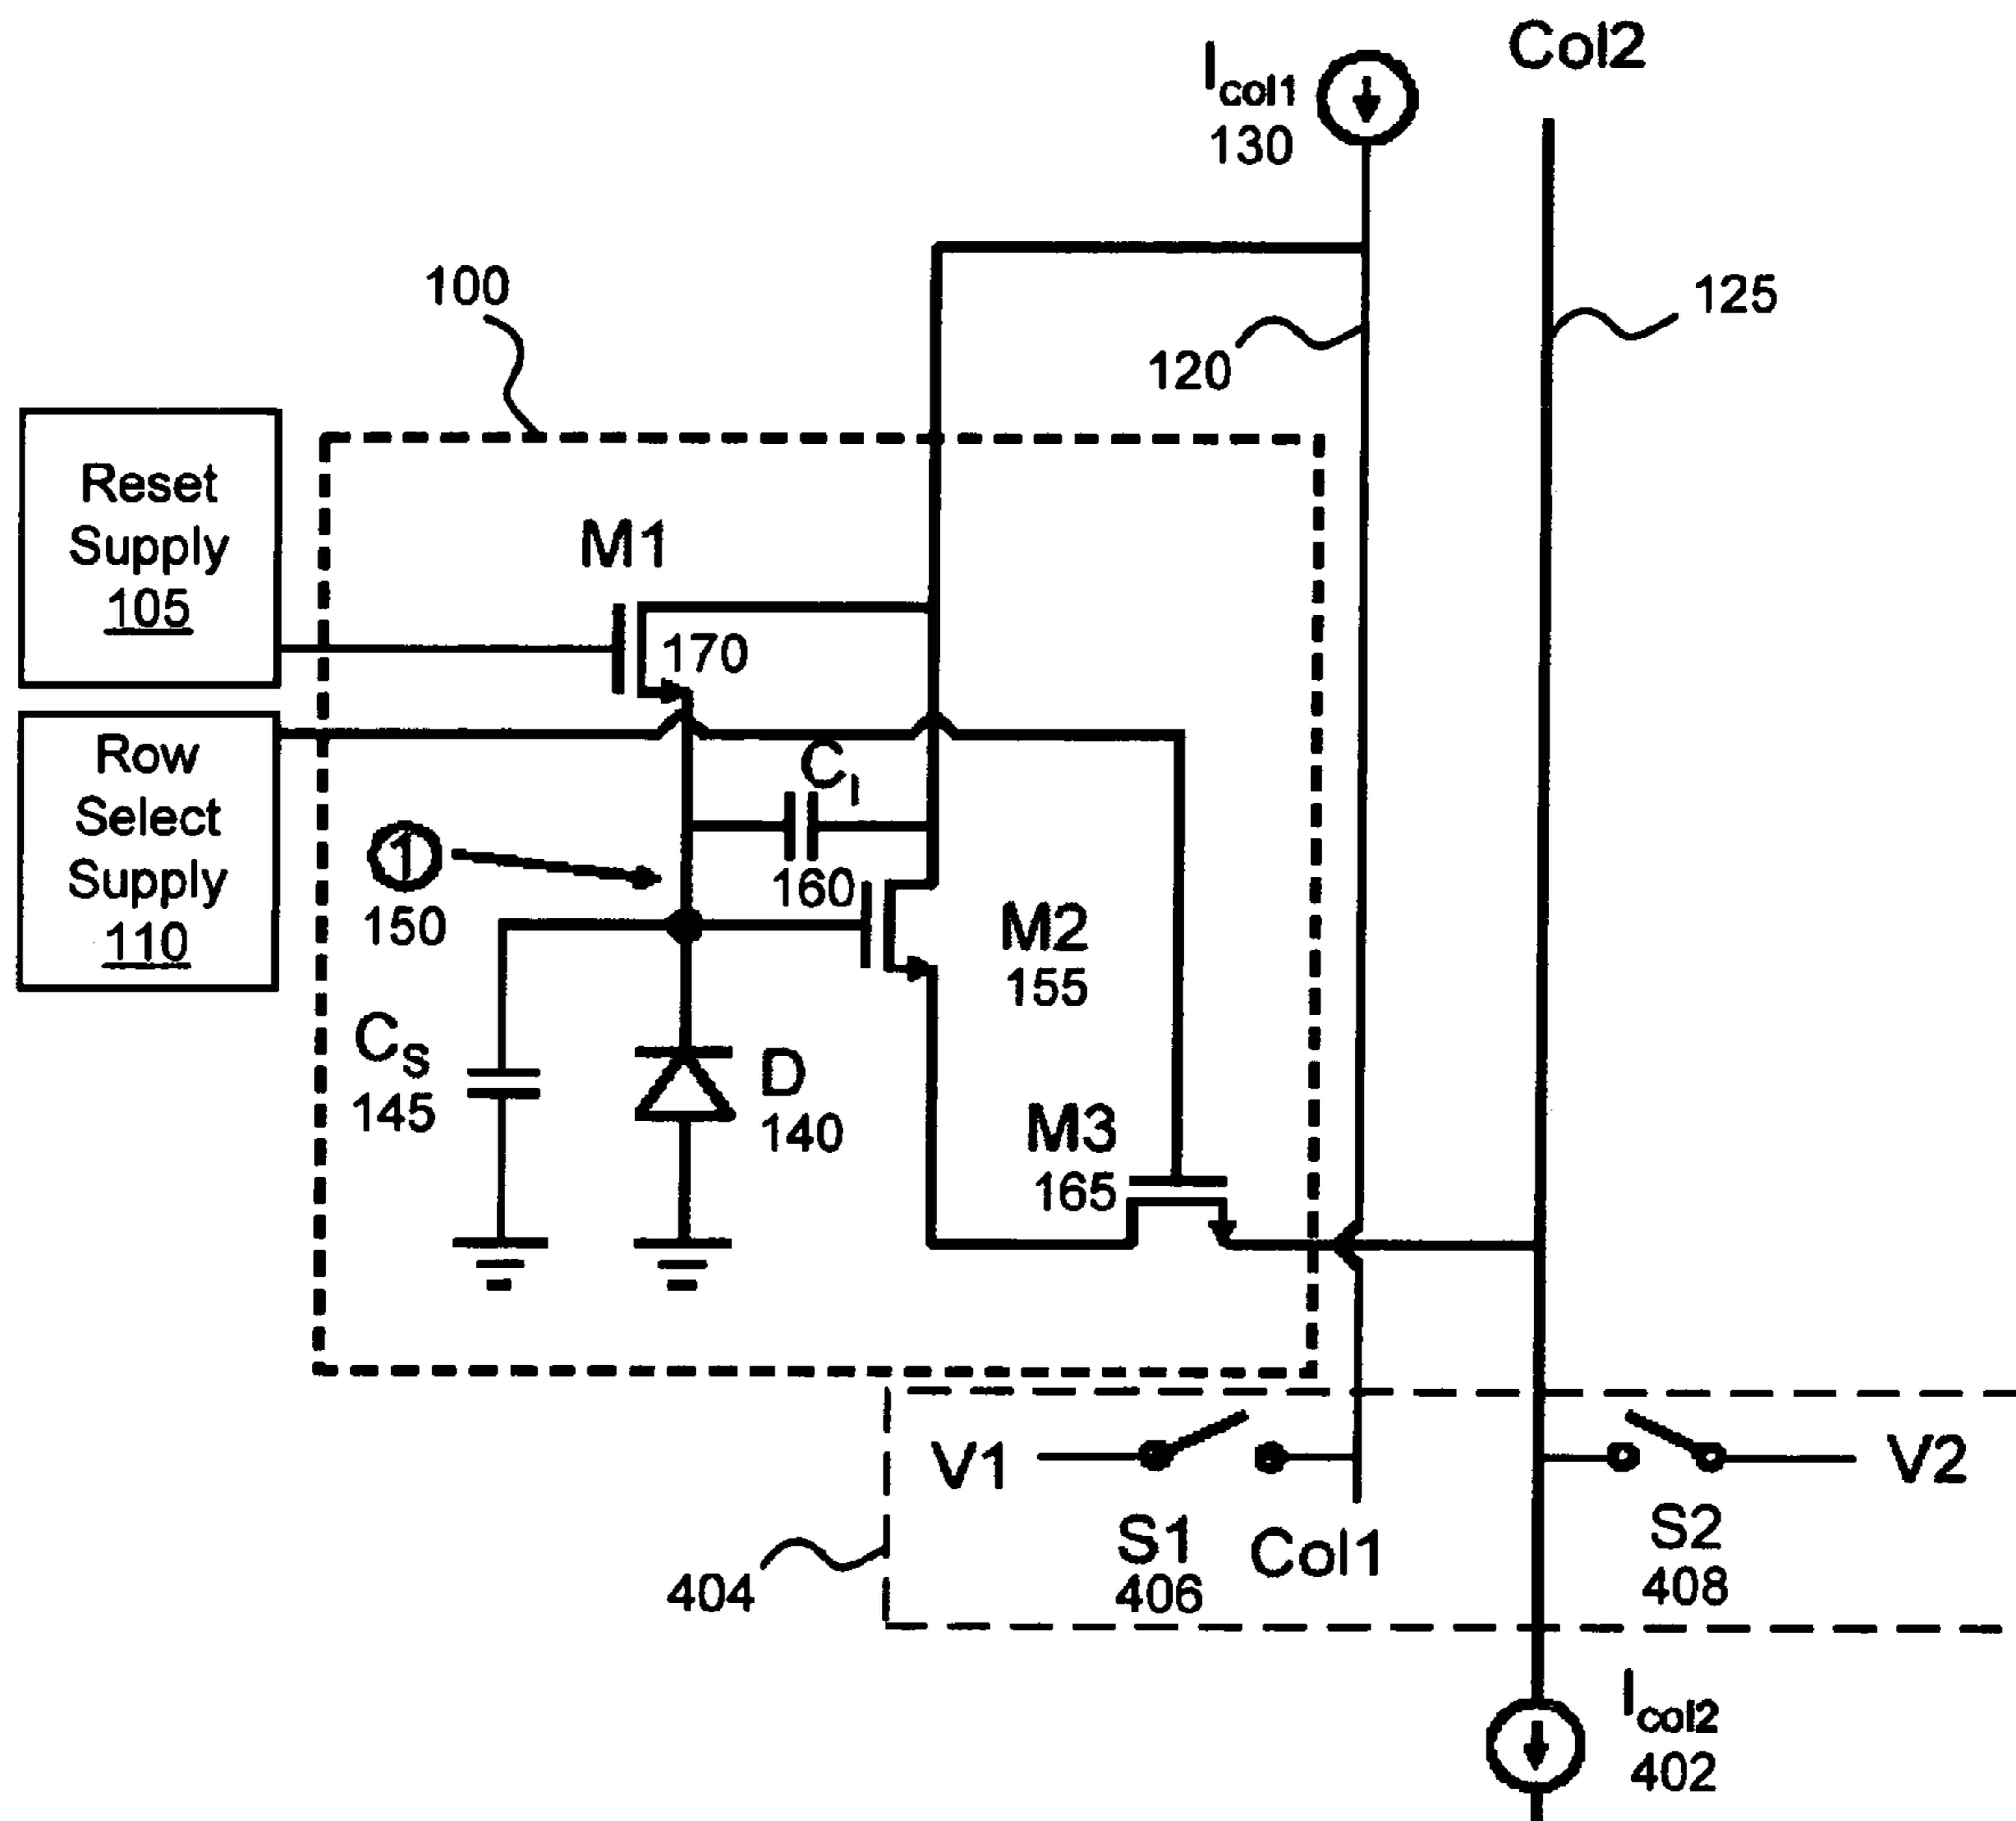 Col2
Icol1
130
100
125
120
Reset
Supply
105
M1
170
Row
Select
Supply
110
CI
160
1
150
M2
155
CS
145
D
140
M3
165
V1
V2
S1
406
Col1
S2
408
404
Icol2
402